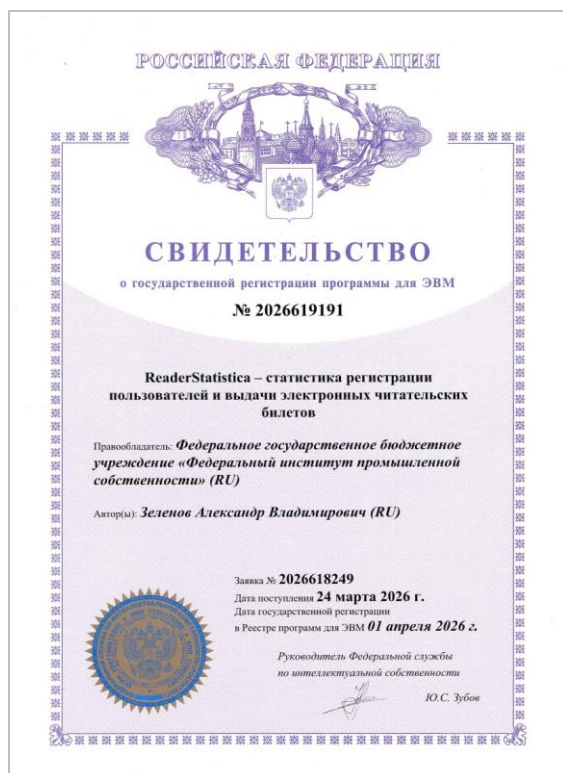 РОССИЙСКАЯ ФЕДЕРАЦИЯ
СВИДЕТЕЛЬСТВО
о государственной регистрации программы для ЭВМ
№ 2026619191
ReaderStatistica – статистика регистрации
пользователей и выдачи электронных читательских
билетов
Правообладатель: Федеральное государственное бюджетное
учреждение «Федеральный институт промышленной
собственности» (RU)
Автор(ы): Зеленов Александр Владимирович (RU)
Заявка № 2026618249
Дата поступления 24 марта 2026 г.
Дата государственной регистрации
в Реестре программ для ЭВМ 01 апреля 2026 г.
Руководитель Федеральной службы
по интеллектуальной собственности
Ю.С. Зубов